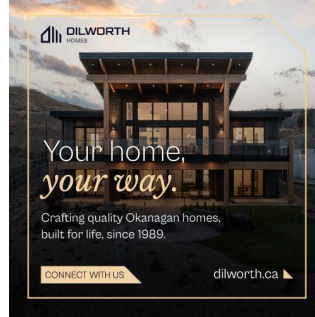 DILWORTH
HOMES
Your home,
your way.
Crafting quality Okanagan homes,
built for life, since 1989.
CONNECT WITH US
dilworth.ca